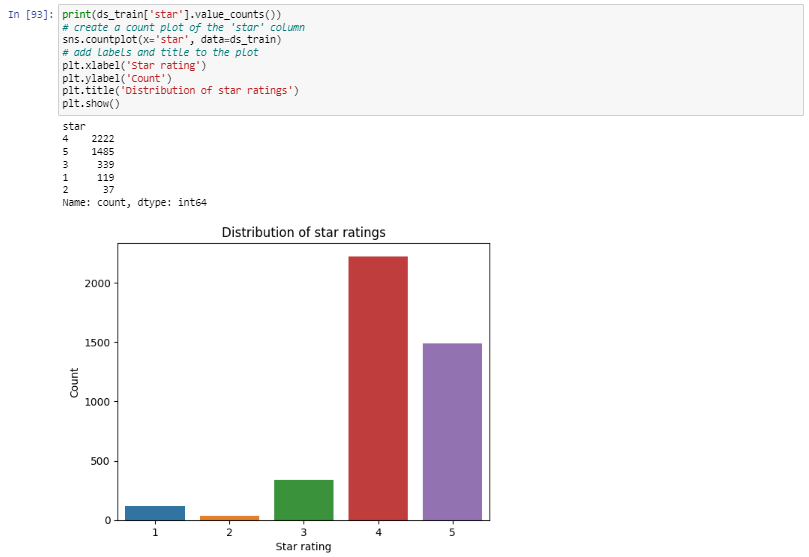 In [93]: print(ds_train['star'].value_counts())
# create a count plot of the 'star' column
sns.countplot(x='star', data=ds_train)
# add labels and title to the plot
plt.xlabel('Star rating')
plt.ylabel('Count')
plt.title('Distribution of star ratings')
plt.show()
star
4 2222
5 1485
3 339
1 119
2 37
Name: count, dtype: int64
Distribution of star ratings
2000
1500
1000
500
0
Count
1 2 3 4 5
Star rating